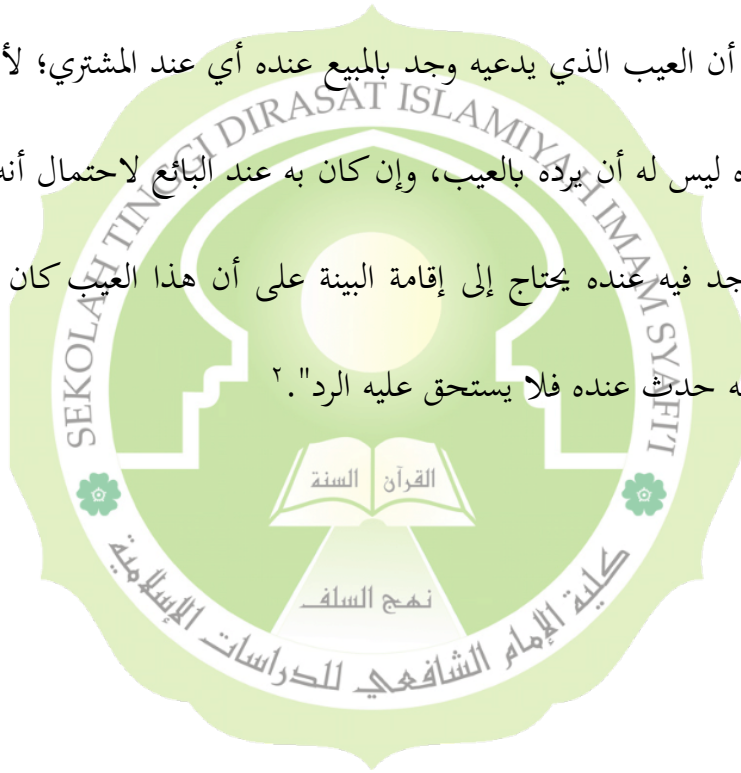 أن العيب الذي يدعيه وجد بالمبيع عنده أي عند المشتري؛ لأ
ه ليس له أن يرده بالعيب، وإن كان به عند البائع لاحتمال أنه
جد فيه عنده يحتاج إلى إقامة البينة على أن هذا العيب كان
ه حدث عنده فلا يستحق عليه الرد".٢
SEKOLAH TINGGI DIRASAT ISLAMIYAH IMAM SYAFI'I
القرآن السنة
نهج السلف
كلية الإمام الشافعي للدراسات الإسلامية